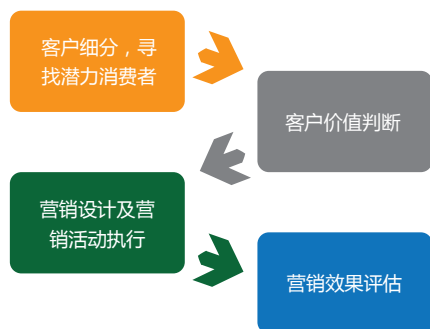 客户细分，寻
找潜力消费者
客户价值判断
营销设计及营
销活动执行
营销效果评估